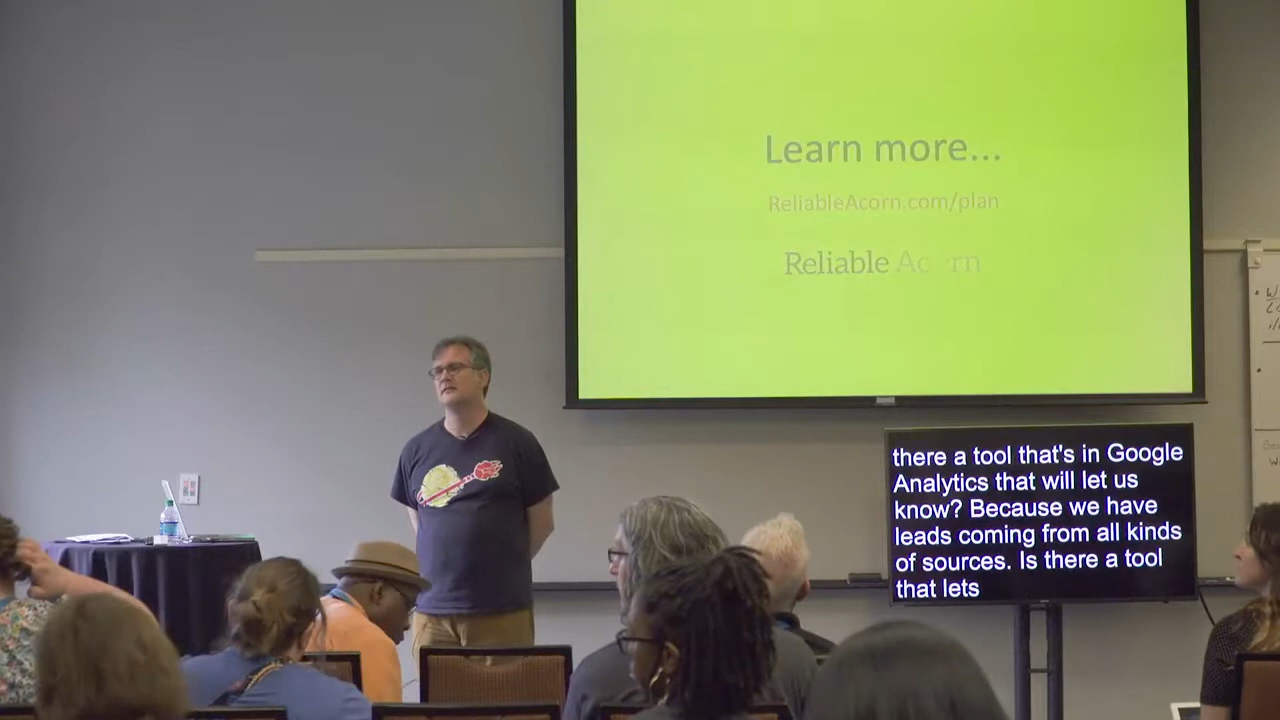 Learn more...
ReliableAcorn.com/plan
Reliable Acorn
there a tool that's in Google
Analytics that will let us
know? Because we have
leads coming from all kinds
of sources. Is there a tool
that lets